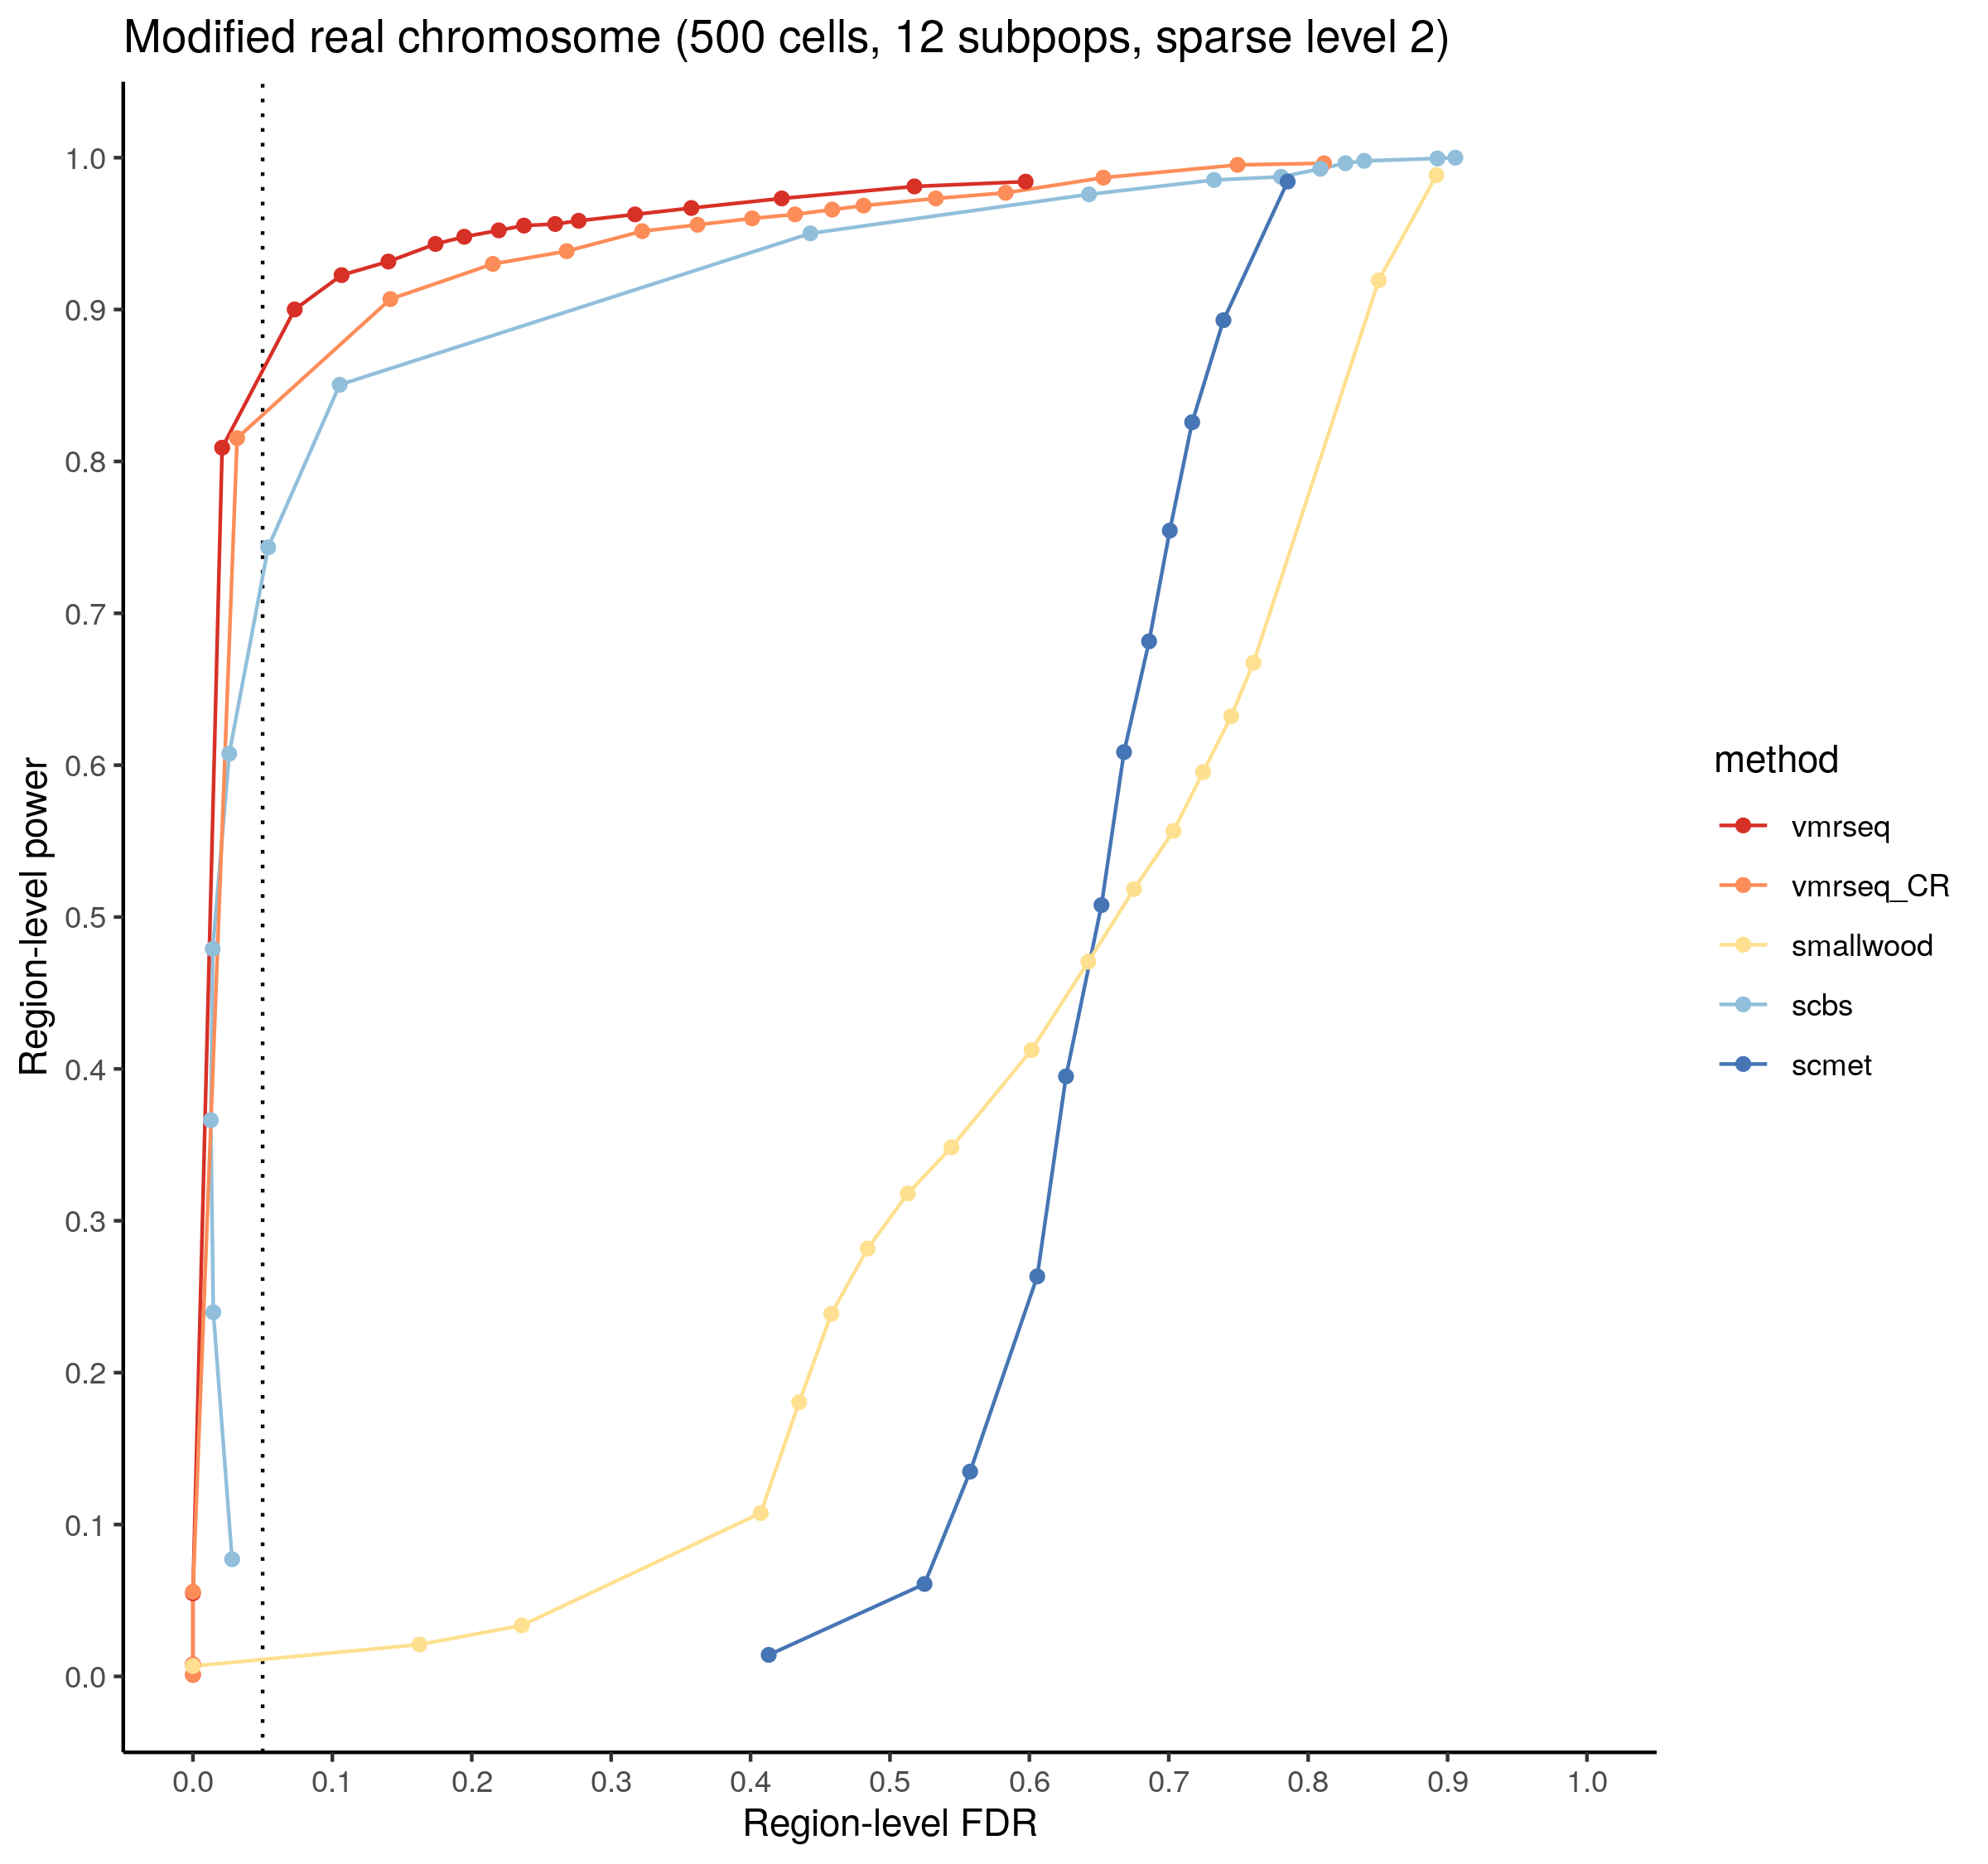 Modified real chromosome (500 cells, 12 subpops, sparse level 2)
Region-level power
1.0
0.9
0.8
0.7
0.6
0.5
0.4
0.3
0.2
0.1
0.0
0.0 0.1 0.2 0.3 0.4 0.5 0.6 0.7 0.8 0.9 1.0
Region-level FDR
method
vmrseq
vmrseq_CR
smallwood
scbs
scmet